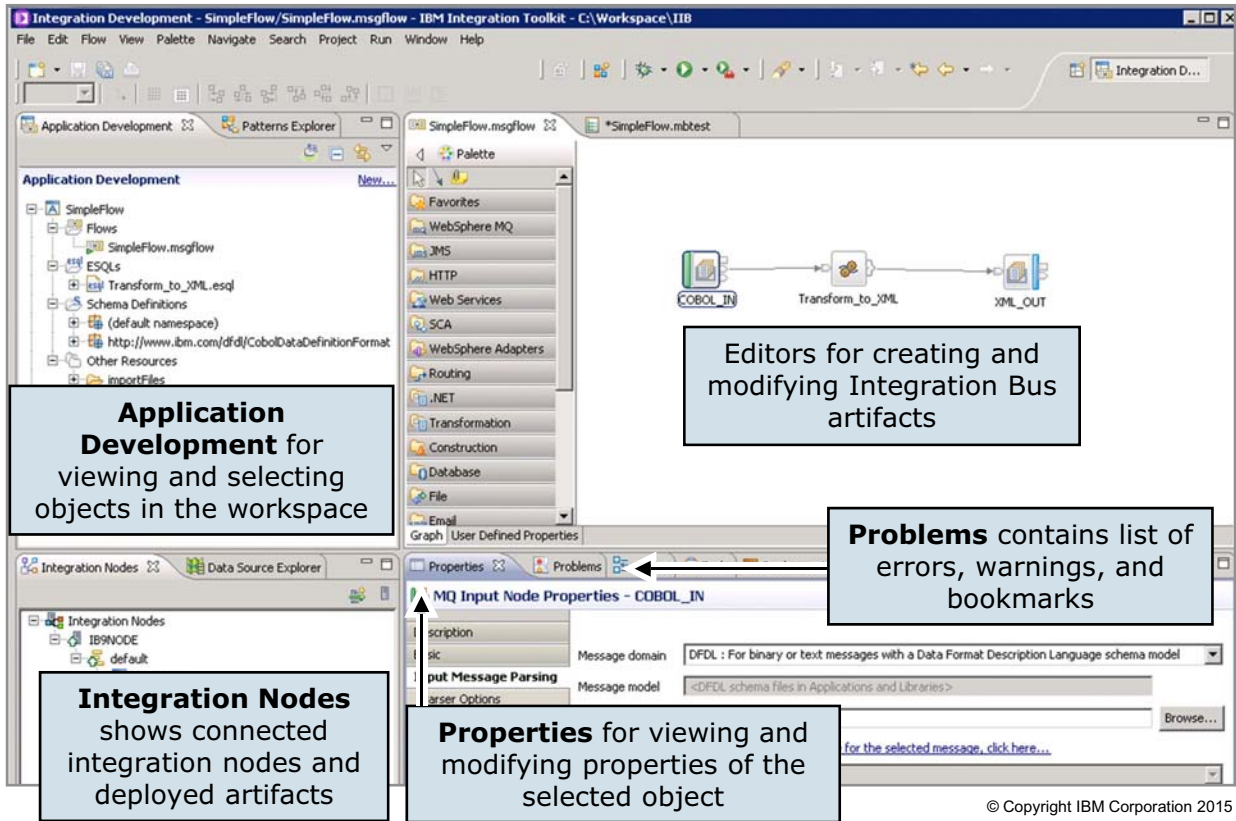 Integration Development - SimpleFlow/SimpleFlow.msgflow - IBM Integration Toolkit - C:\Workspace\IIB
File Edit Flow View Palette Navigate Search Project Run Window Help
Integration D...
Application Development
Patterns Explorer
Application Development
New...
SimpleFlow
Flows
SimpleFlow.msgflow
ESQLs
Transform_to_XML.esql
Schema Definitions
(default namespace)
http://www.ibm.com/dfdl/CobolDataDefinitionFormat
Other Resources
importFiles
Application
Development for
viewing and selecting
objects in the workspace
SimpleFlow.msgflow
*SimpleFlow.mbtest
Palette
Favorites
WebSphere MQ
JMS
HTTP
Web Services
SCA
WebSphere Adapters
Routing
.NET
Transformation
Construction
Database
File
Email
Graph User Defined Properties
COBOL_IN
Transform_to_XML
XML_OUT
Editors for creating and
modifying Integration Bus
artifacts
Problems contains list of
errors, warnings, and
bookmarks
Integration Nodes
Data Source Explorer
Integration Nodes
IB9NODE
default
Integration Nodes
shows connected
integration nodes and
deployed artifacts
Properties
Problems
MQ Input Node Properties - COBOL_IN
Message domain
DFDL : For binary or text messages with a Data Format Description Language schema model
Message model
<DFDL schema files in Applications and Libraries>
Browse...
for the selected message, click here...
Properties for viewing and
modifying properties of the
selected object
© Copyright IBM Corporation 2015